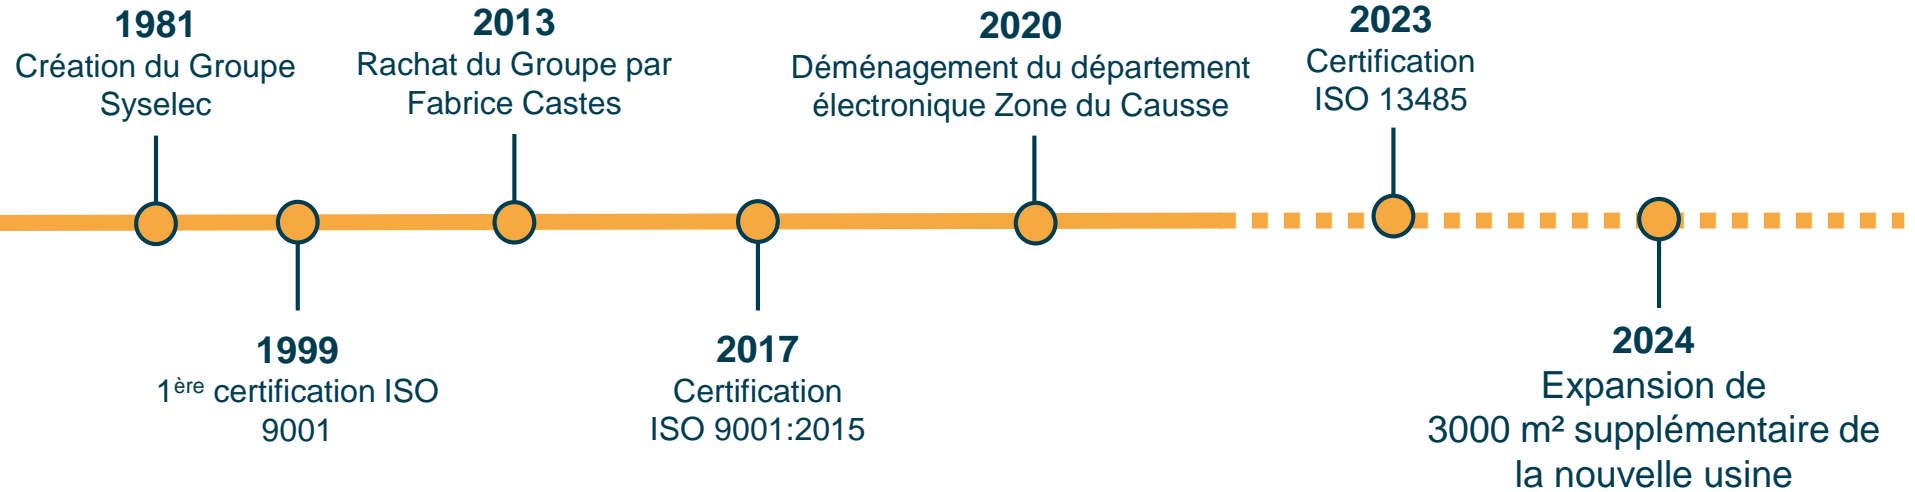 1981
Création du Groupe
Syselec
1999
1ère certification ISO
9001
2013
Rachat du Groupe par
Fabrice Castes
2017
Certification
ISO 9001:2015
2020
Déménagement du département
électronique Zone du Causse
2023
Certification
ISO 13485
2024
Expansion de
3000 m² supplémentaire de
la nouvelle usine